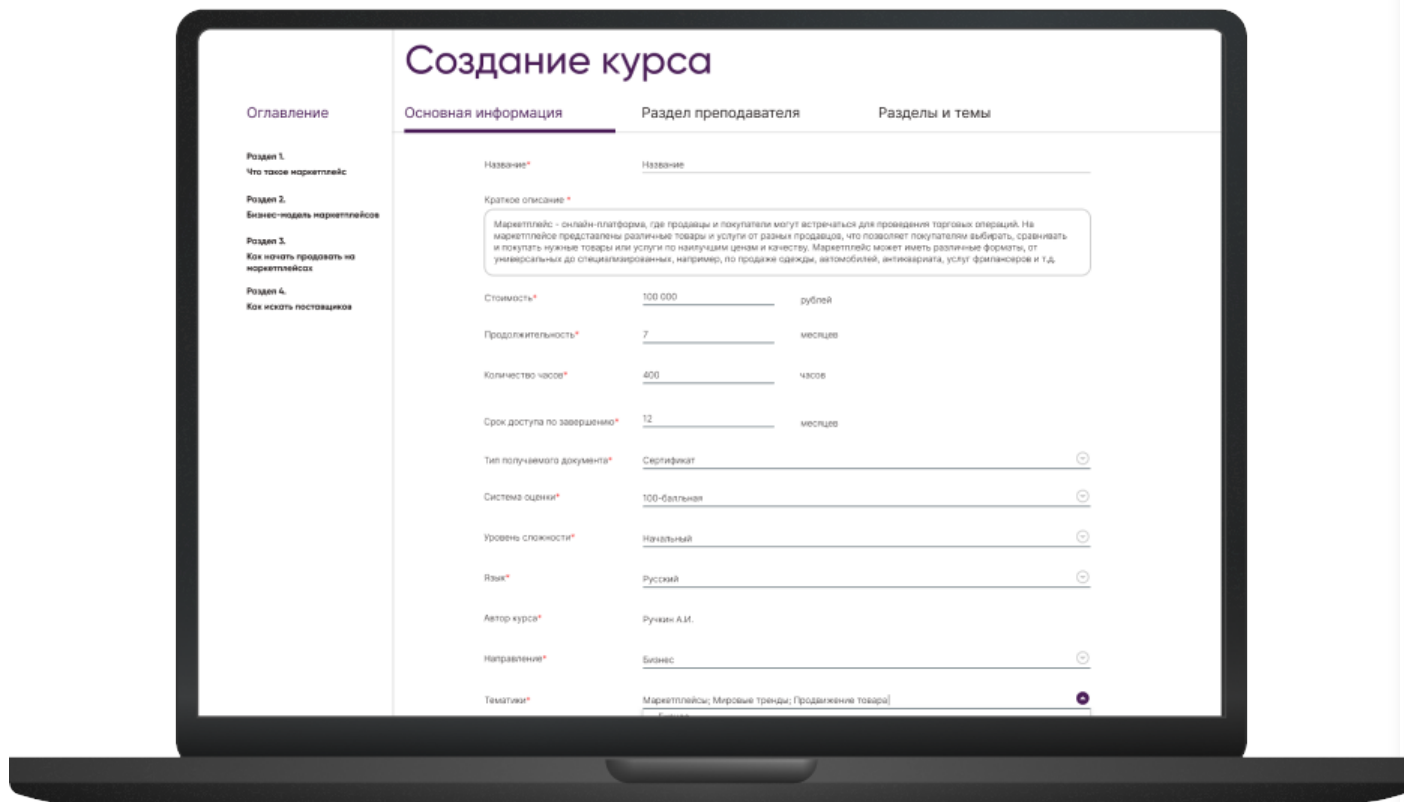 Создание курса
Оглавление
Основная информация
Раздел преподавателя
Разделы и темы
Раздел 1.
Что такое маркетплейс
Раздел 2.
Бизнес-модель маркетплейсов
Раздел 3.
Как начать продавать на
маркетплейсах
Раздел 4.
Как искать поставщиков
Название* Название
Краткое описание *
Маркетплейс - онлайн-платформа, где продавцы и покупатели могут встречаться для проведения торговых операций. На
маркетплейсе представлены различные товары и услуги от разных продавцов, что позволяет покупателям выбирать, сравнивать
и покупать нужные товары или услуги по наилучшим ценам и качеству. Маркетплейс может иметь различные форматы, от
универсальных до специализированных, например, по продаже одежды, автомобилей, антиквариата, услуг фрилансеров и т.д.
Стоимость* 100 000 рублей
Продолжительность* 7 месяцев
Количество часов* 400 часов
Срок доступа по завершению* 12 месяцев
Тип получаемого документа* Сертификат
Система оценки* 100-балльная
Уровень сложности* Начальный
Язык* Русский
Автор курса* Ручкин А.И.
Направление* Бизнес
Тематики* Маркетплейсы; Мировые тренды; Продвижение товара